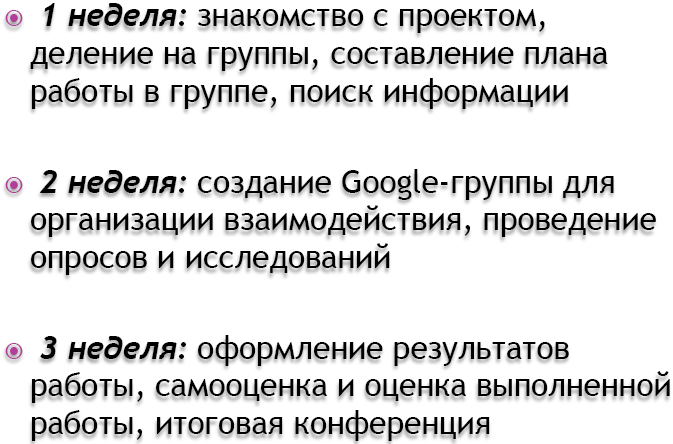 1 неделя: знакомство с проектом,
деление на группы, составление плана
работы в группе, поиск информации
2 неделя: создание Google-группы для
организации взаимодействия, проведение
опросов и исследований
3 неделя: оформление результатов
работы, самооценка и оценка выполненной
работы, итоговая конференция